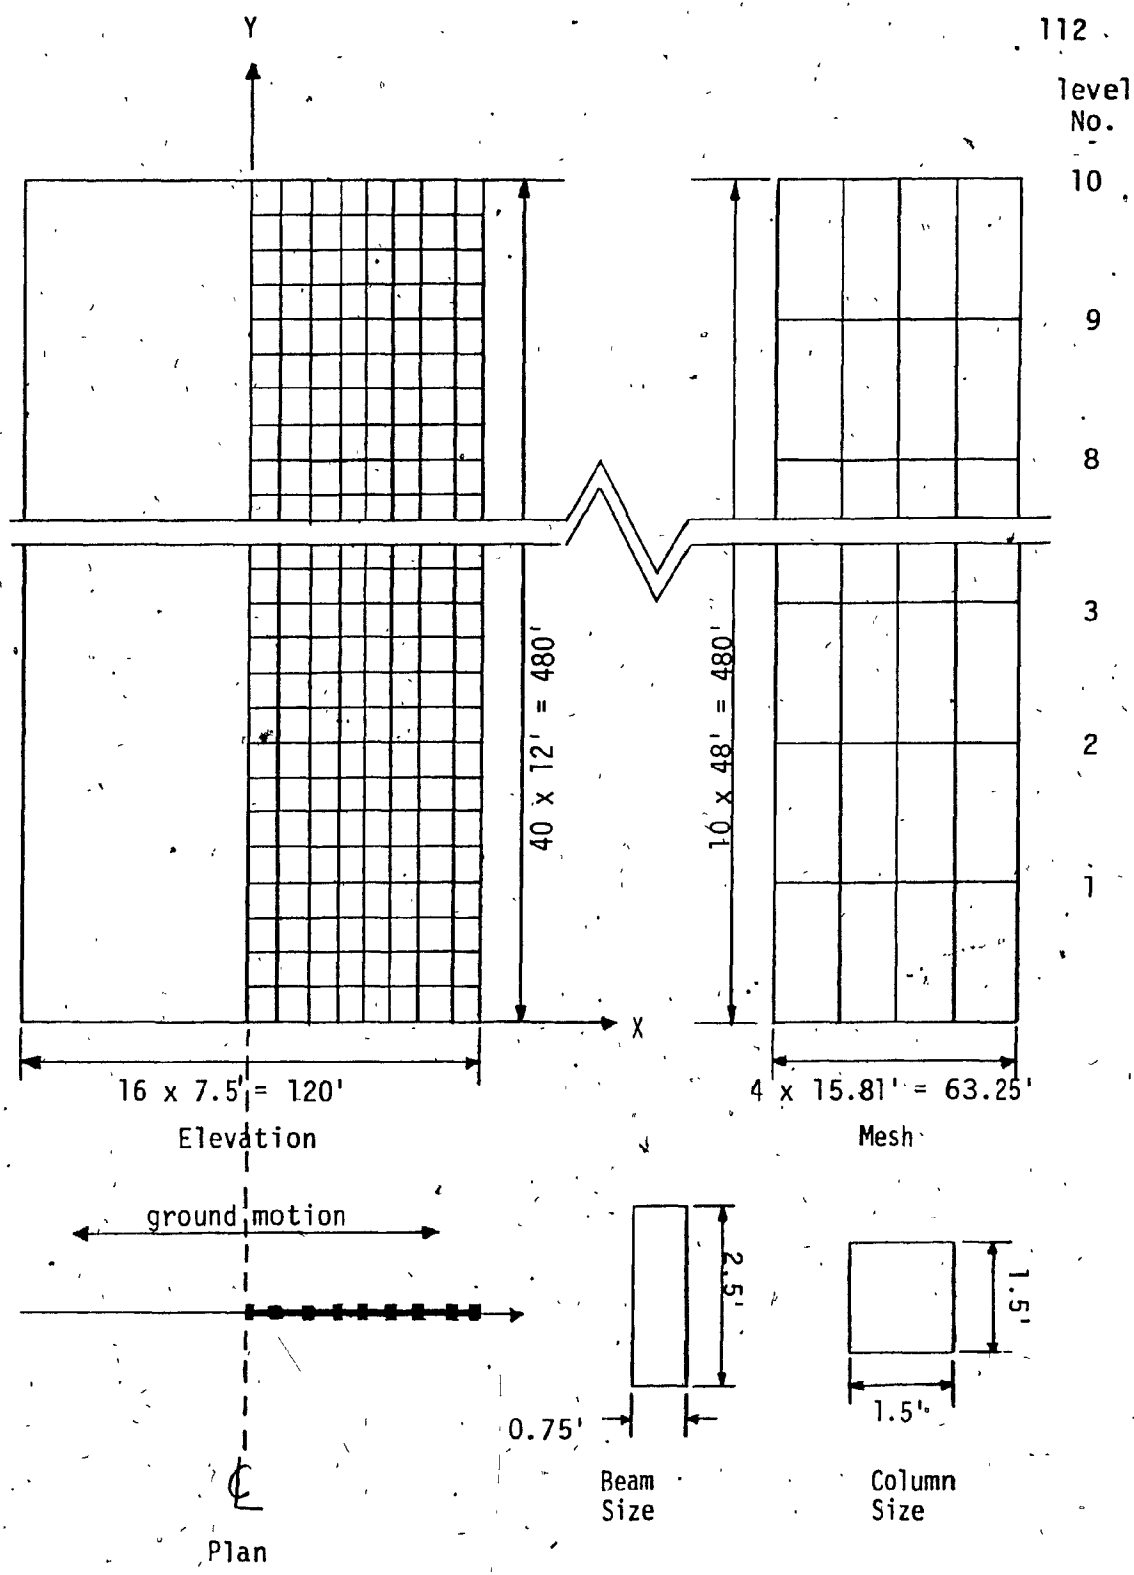 112
Y
level
No.
10
9
8
3
2
1
40 x 12' = 480'
10 x 48' = 480'
X
16 x 7.5' = 120'
4 x 15.81' = 63.25'
Elevation
Mesh
ground motion
2.5'
1.5'
0.75'
1.5'
Beam
Size
Column
Size
℄
Plan